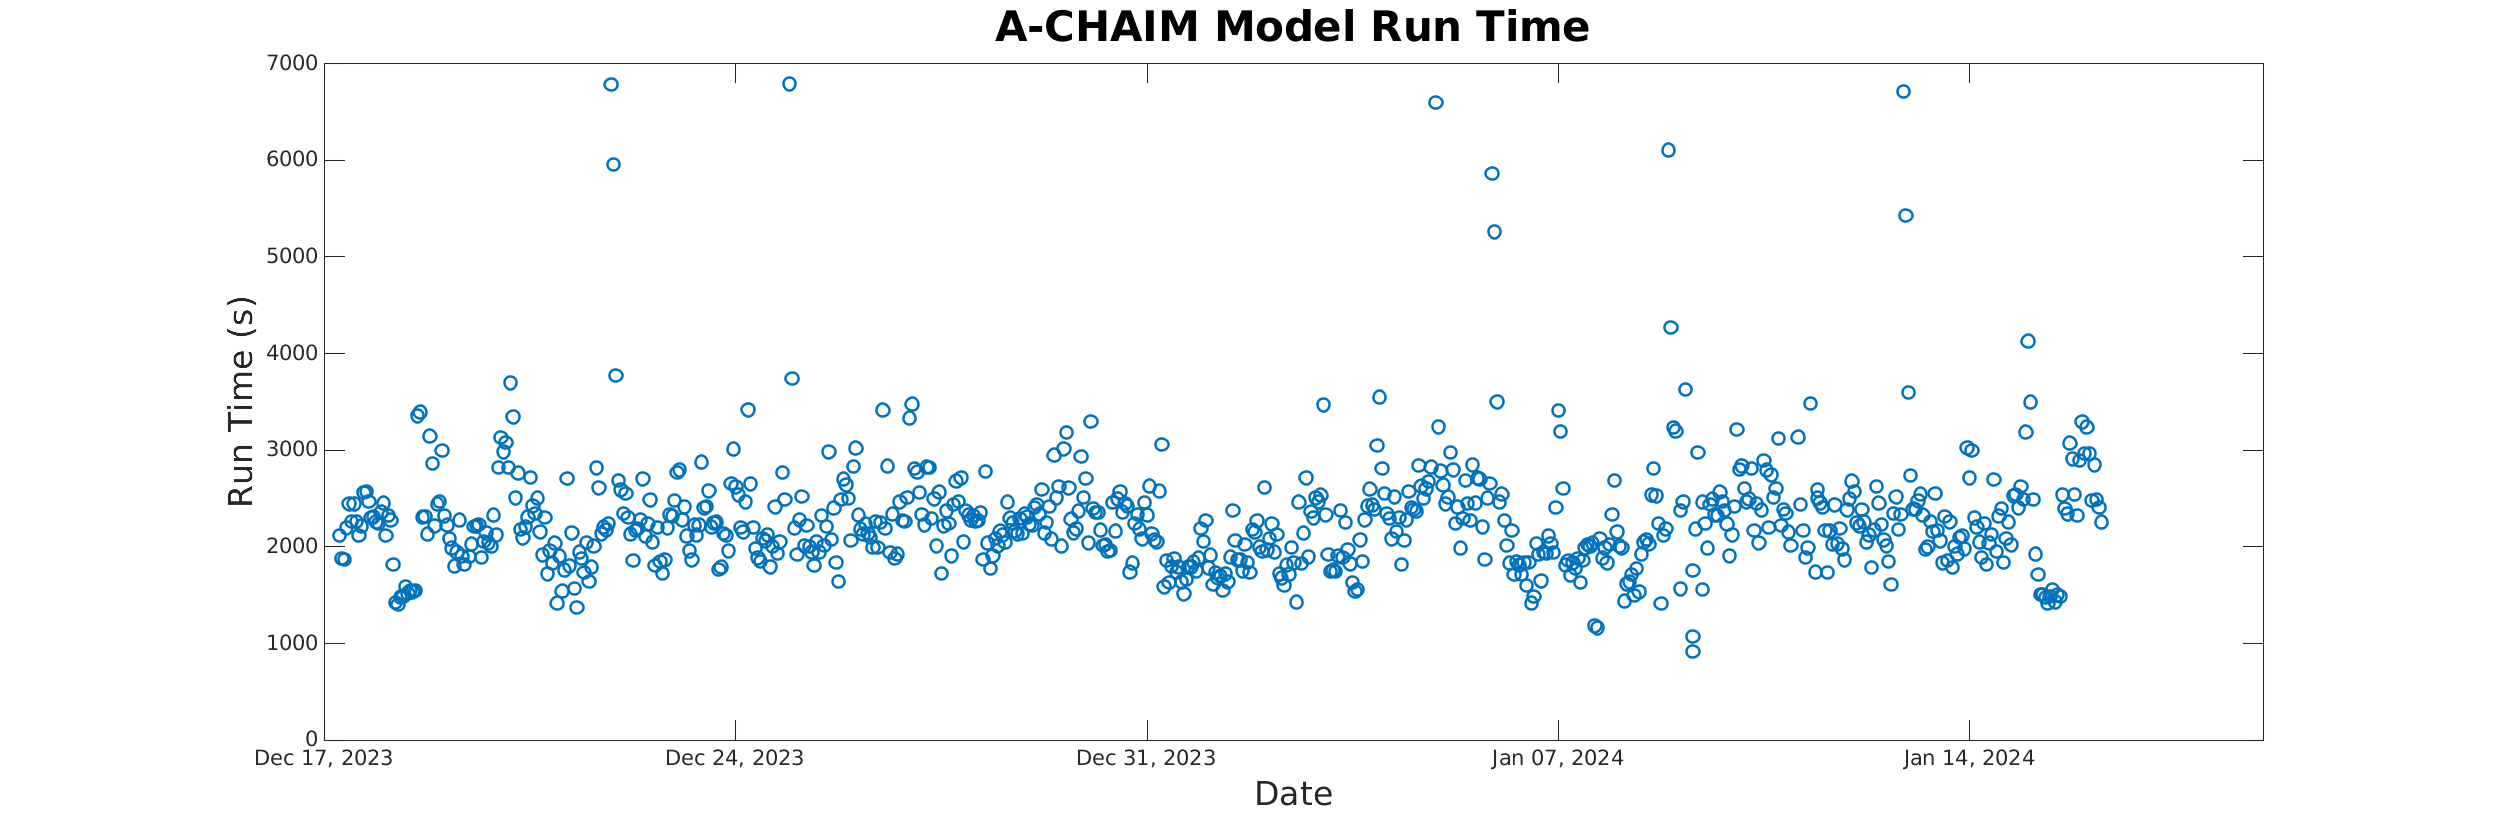 A-CHAIM Model Run Time
7000
6000
5000
4000
3000
2000
1000
0
Run Time (s)
Dec 17, 2023 Dec 24, 2023 Dec 31, 2023 Jan 07, 2024 Jan 14, 2024
Date